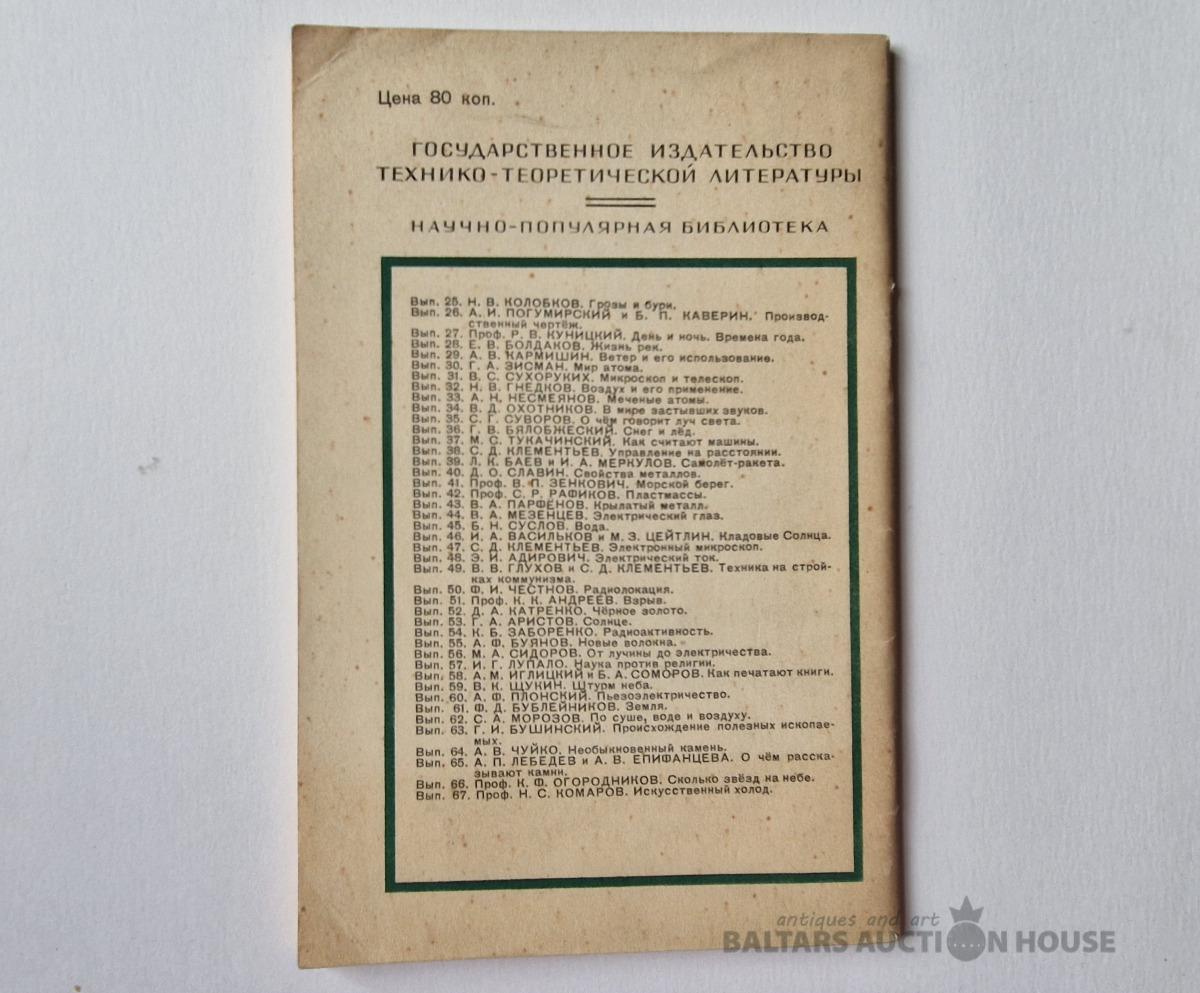 Цена 80 коп.
ГОСУДАРСТВЕННОЕ ИЗДАТЕЛЬСТВО
ТЕХНИКО-ТЕОРЕТИЧЕСКОЙ ЛИТЕРАТУРЫ
НАУЧНО-ПОПУЛЯРНАЯ БИБЛИОТЕКА
Вып. 25. Н. В. КОЛОБКОВ. Грозы и бури.
Вып. 26. А. И. ПОГУМИРСКИЙ и Б. П. КАВЕРИН. Производ-
ственный чертёж.
Вып. 27. Проф. Р. В. КУНИЦКИЙ. День и ночь. Времена года.
Вып. 28. Е. В. БОЛДАКОВ. Жизнь рек.
Вып. 29. А. В. КАРМИШИН. Ветер и его использование.
Вып. 30. Г. А. ЗИСМАН. Мир атома.
Вып. 31. В. С. СУХОРУКИХ. Микроскоп и телескоп.
Вып. 32. Н. В. ГНЕДКОВ. Воздух и его применение.
Вып. 33. А. Н. НЕСМЕЯНОВ. Меченые атомы.
Вып. 34. В. Д. ОХОТНИКОВ. В мире застывших звуков.
Вып. 35. С. Г. СУВОРОВ. О чём говорит луч света.
Вып. 36. Г. В. БЯЛОБЖЕСКИЙ. Снег и лёд.
Вып. 37. М. С. ТУКАЧИНСКИЙ. Как считают машины.
Вып. 38. С. Д. КЛЕМЕНТЬЕВ. Управление на расстоянии.
Вып. 39. Л. К. БАЕВ и И. А. МЕРКУЛОВ. Самолёт-ракета.
Вып. 40. Д. О. СЛАВИН. Свойства металлов.
Вып. 41. Проф. В. П. ЗЕНКОВИЧ. Морской берег.
Вып. 42. Проф. С. Р. РАФИКОВ. Пластмассы.
Вып. 43. В. А. ПАРФЁНОВ. Крылатый металл.
Вып. 44. В. А. МЕЗЕНЦЕВ. Электрический глаз.
Вып. 45. Б. Н. СУСЛОВ. Вода.
Вып. 46. И. А. ВАСИЛЬКОВ и М. З. ЦЕЙТЛИН. Кладовые Солнца.
Вып. 47. С. Д. КЛЕМЕНТЬЕВ. Электронный микроскоп.
Вып. 48. Э. И. АДИРОВИЧ. Электрический ток.
Вып. 49. В. В. ГЛУХОВ и С. Д. КЛЕМЕНТЬЕВ. Техника на строй-
ках коммунизма.
Вып. 50. Ф. И. ЧЕСТНОВ. Радиолокация.
Вып. 51. Проф. К. К. АНДРЕЕВ. Взрыв.
Вып. 52. Д. А. КАТРЕНКО. Чёрное золото.
Вып. 53. Г. А. АРИСТОВ. Солнце.
Вып. 54. К. Б. ЗАБОРЕНКО. Радиоактивность.
Вып. 55. А. Ф. БУЯНОВ. Новые волокна.
Вып. 56. М. А. СИДОРОВ. От лучины до электричества.
Вып. 57. И. Г. ЛУПАЛО. Наука против религии.
Вып. 58. А. М. ИГЛИЦКИЙ и Б. А. СОМОРОВ. Как печатают книги.
Вып. 59. В. К. ЩУКИН. Штурм неба.
Вып. 60. А. Ф. ПЛОНСКИЙ. Пьезоэлектричество.
Вып. 61. Ф. Д. БУБЛЕЙНИКОВ. Земля.
Вып. 62. С. А. МОРОЗОВ. По суше, воде и воздуху.
Вып. 63. Г. И. БУШИНСКИЙ. Происхождение полезных ископае-
мых.
Вып. 64. А. В. ЧУЙКО. Необыкновенный камень.
Вып. 65. А. П. ЛЕБЕДЕВ и А. В. ЕПИФАНЦЕВА. О чём расска-
зывают камни.
Вып. 66. Проф. К. Ф. ОГОРОДНИКОВ. Сколько звёзд на небе.
Вып. 67. Проф. Н. С. КОМАРОВ. Искусственный холод.
antiques and art
BALTARS AUCTION HOUSE